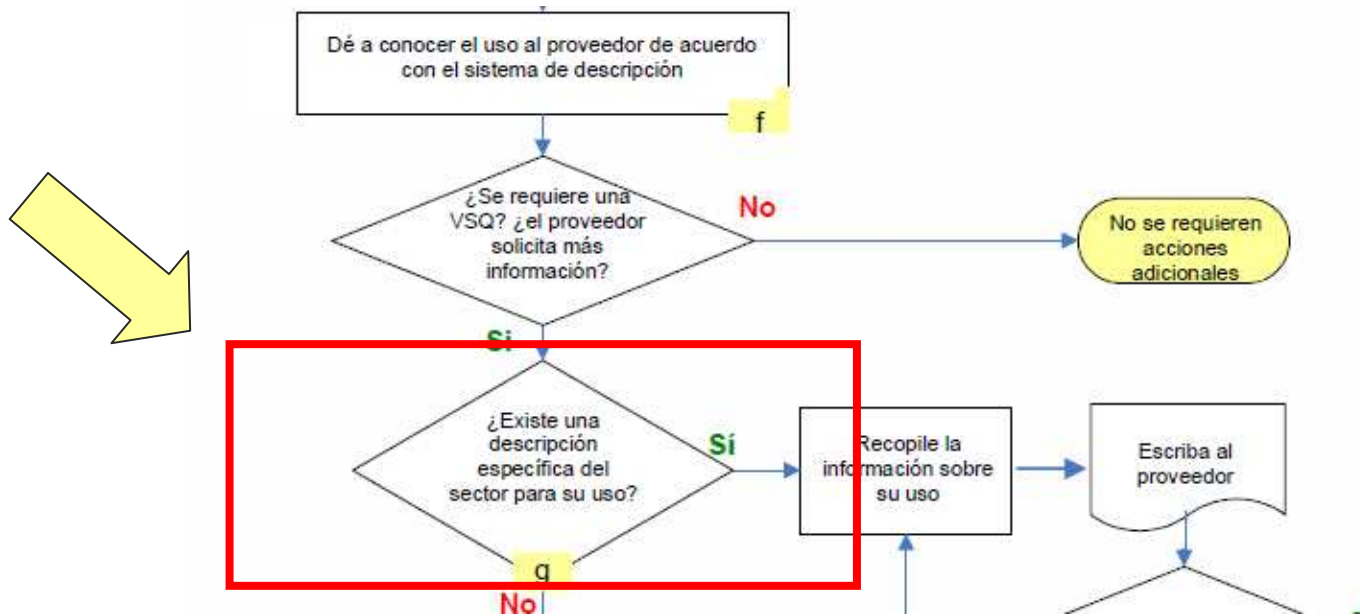 Dé a conocer el uso al proveedor de acuerdo
con el sistema de descripción
f
¿Se requiere una
VSQ? ¿el proveedor
solicita más
información?
No
No se requieren
acciones
adicionales
Si
¿Existe una
descripción
específica del
sector para su uso?
Sí
g
No
Recopile la
información sobre
su uso
Escriba al
proveedor